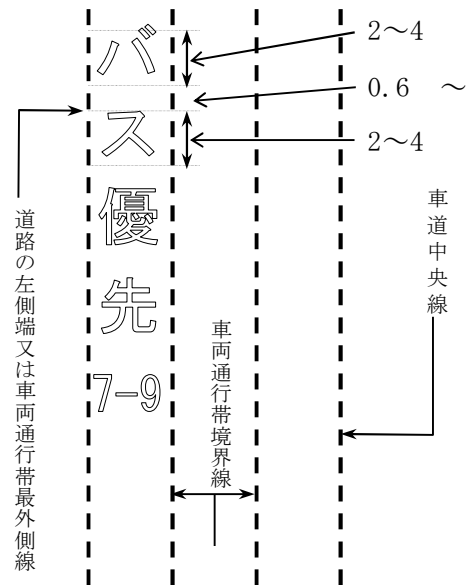 バス優先
7-9
2～4
0.6　～
2～4
道路の左側端又は車両通行帯最外側線
車両通行帯境界線
車道中央線